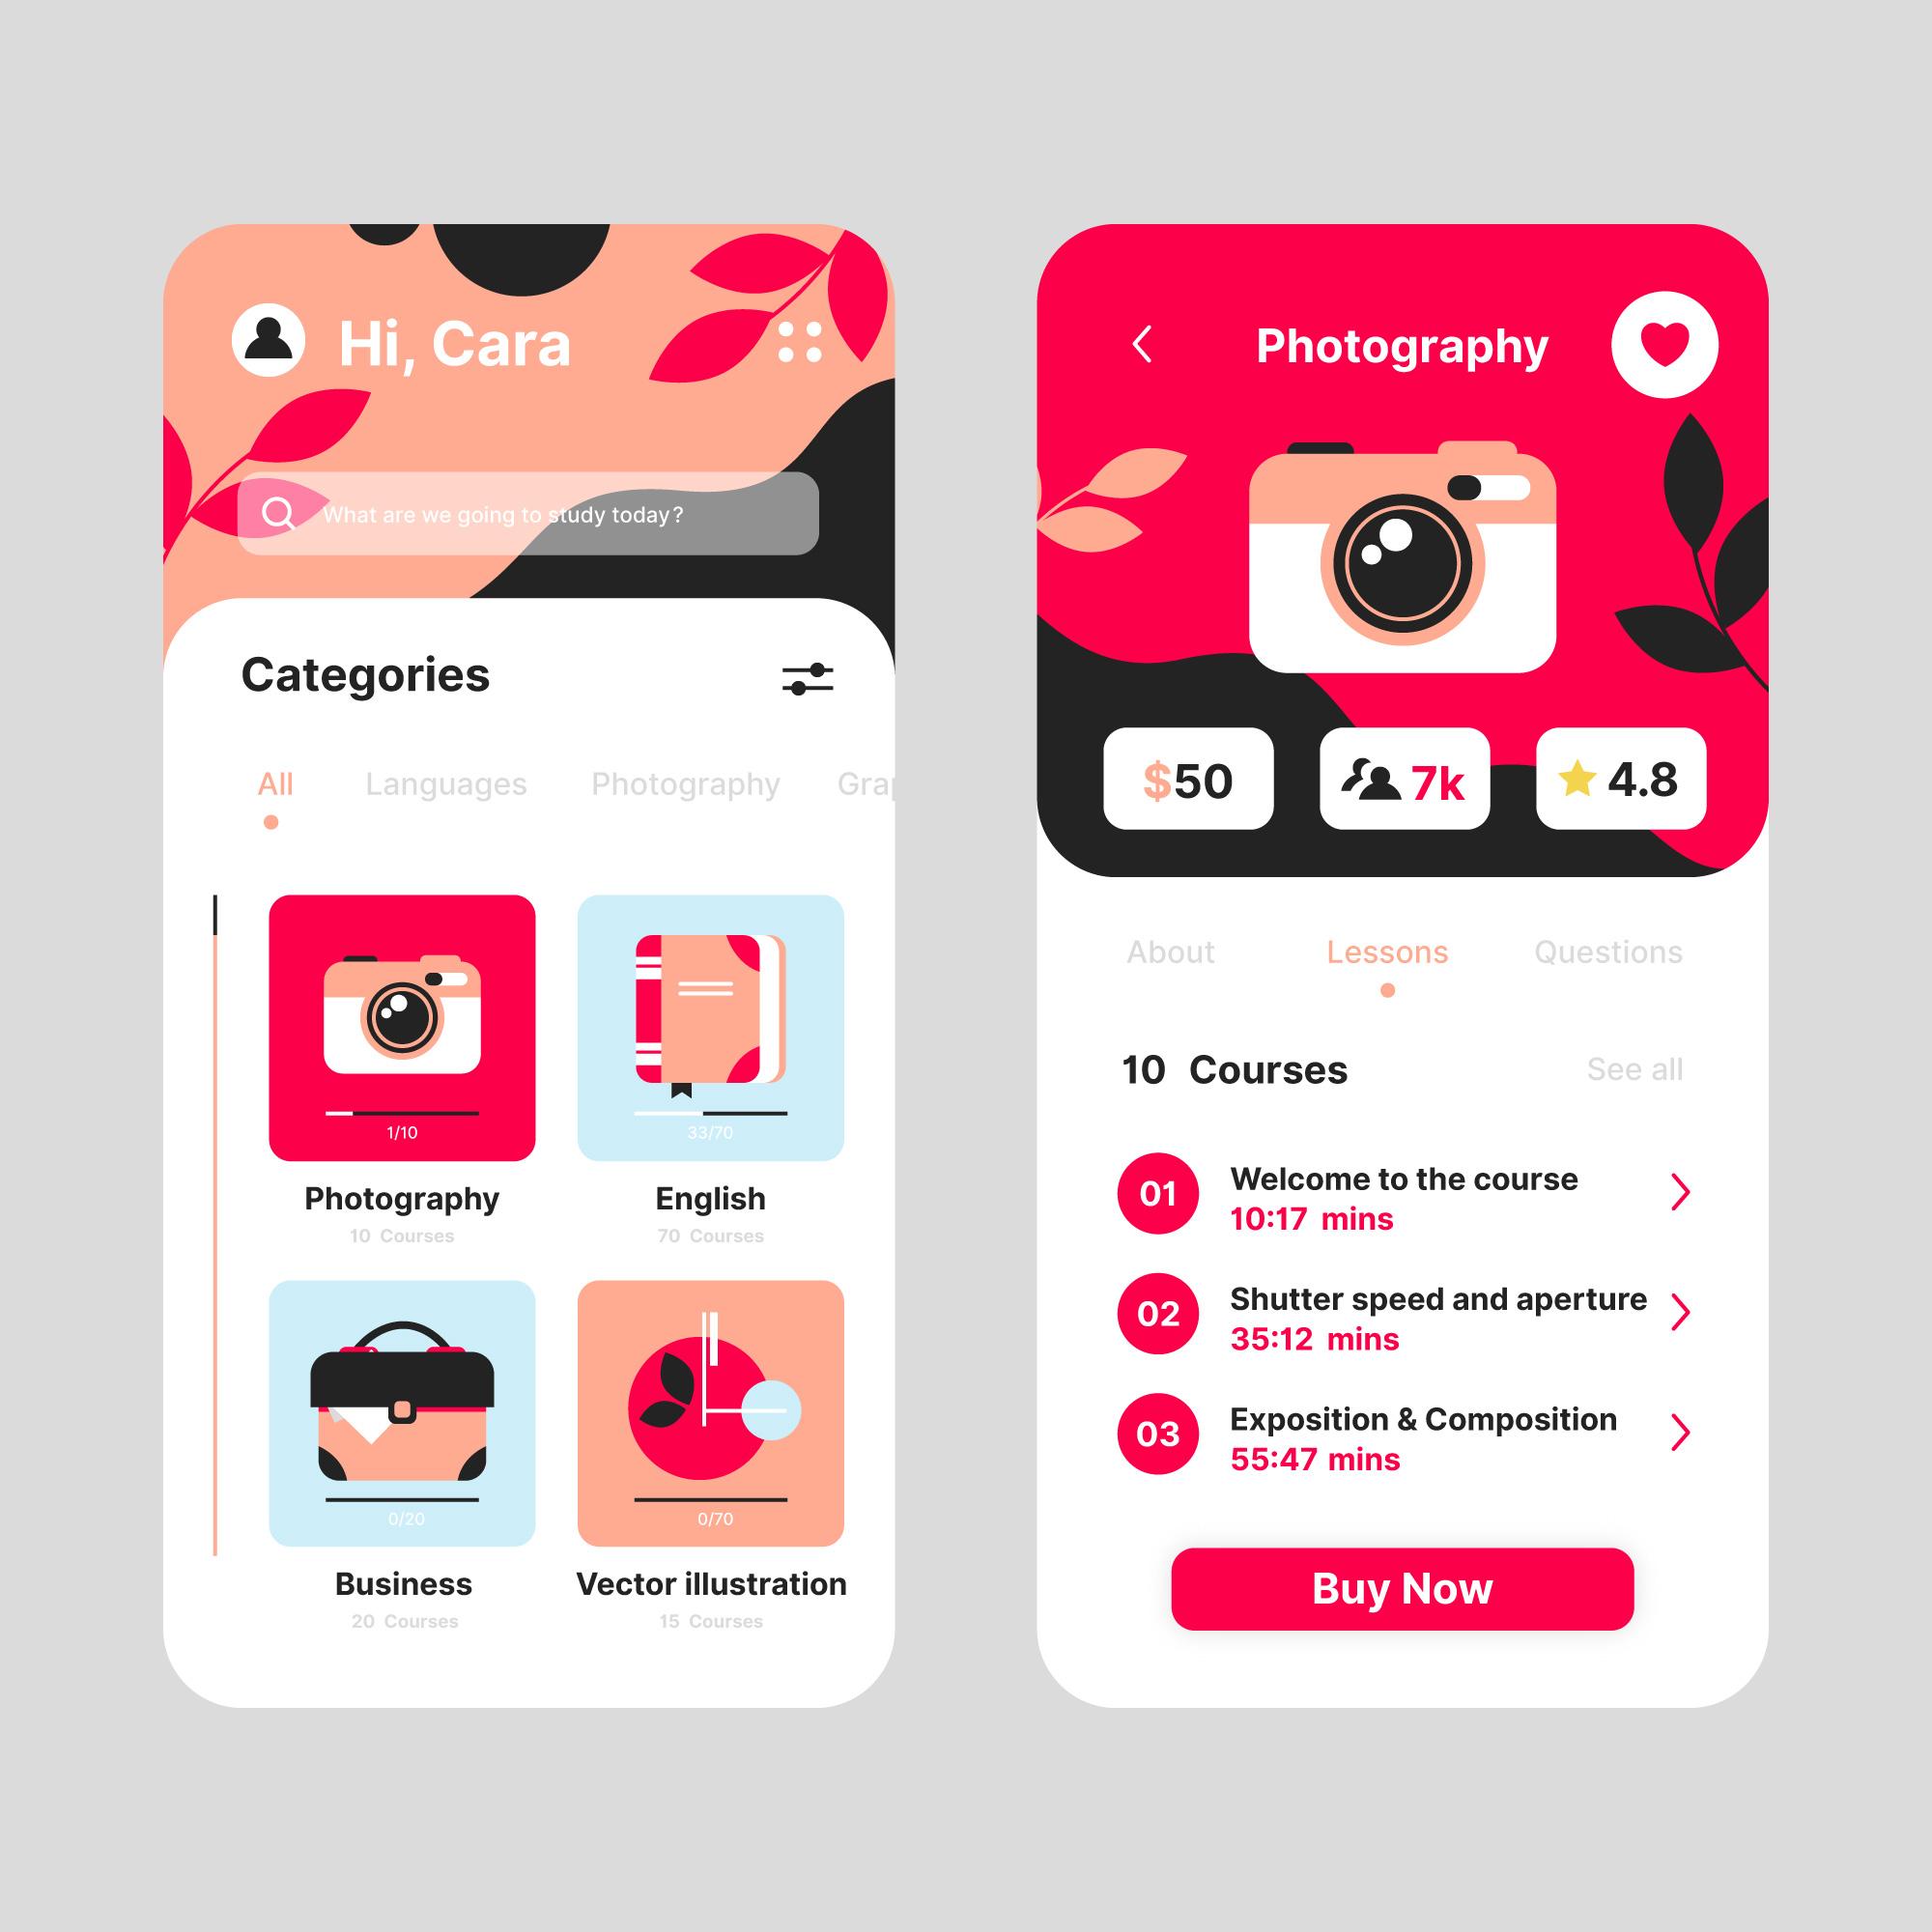 Hi, Cara
What are we going to study today?
Categories
All Languages Photography Grap
1/10
33/70
Photography
English
10 Courses
70 Courses
0/20
0/70
Business
Vector illustration
20 Courses
15 Courses
Photography
$50
7k
4.8
About Lessons Questions
10 Courses
See all
01
Welcome to the course
10:17 mins
02
Shutter speed and aperture
35:12 mins
03
Exposition & Composition
55:47 mins
Buy Now